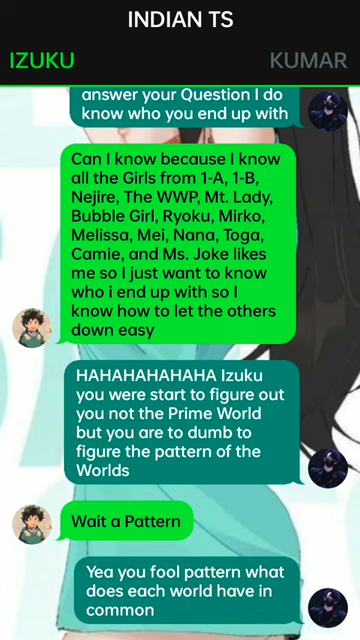 INDIAN TS
IZUKU
KUMAR
answer your Question I do
know who you end up with
Can I know because I know
all the Girls from 1-A, 1-B,
Nejire, The WWP, Mt. Lady,
Bubble Girl, Ryoku, Mirko,
Melissa, Mei, Nana, Toga,
Camie, and Ms. Joke likes
me so I just want to know
who i end up with so I
know how to let the others
down easy
HAHAHAHAHAHA Izuku
you were start to figure out
you not the Prime World
but you are to dumb to
figure the pattern of the
Worlds
Wait a Pattern
Yea you fool pattern what
does each world have in
common